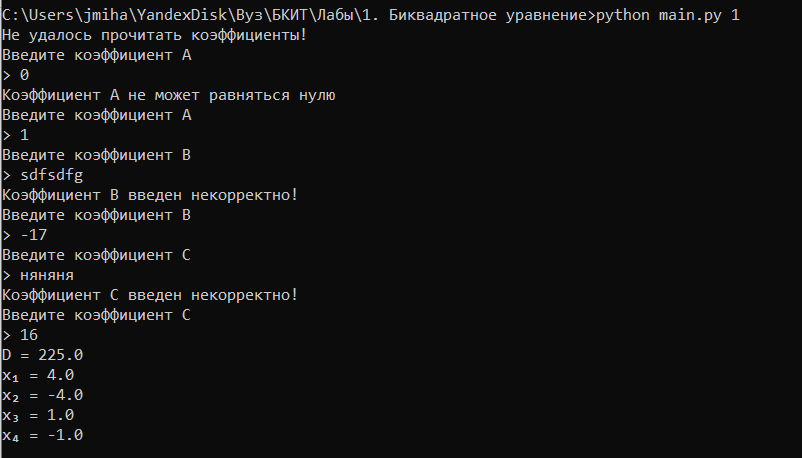 C:\Users\jmiha\YandexDisk\Вуз\БКИТ\Лабы\1. Биквадратное уравнение>python main.py 1
Не удалось прочитать коэффициенты!
Введите коэффициент A
> 0
Коэффициент A не может равняться нулю
Введите коэффициент A
> 1
Введите коэффициент B
> sdfsdfg
Коэффициент B введен некорректно!
Введите коэффициент B
> -17
Введите коэффициент C
> няняня
Коэффициент C введен некорректно!
Введите коэффициент C
> 16
D = 225.0
x₁ = 4.0
x₂ = -4.0
x₃ = 1.0
x₄ = -1.0